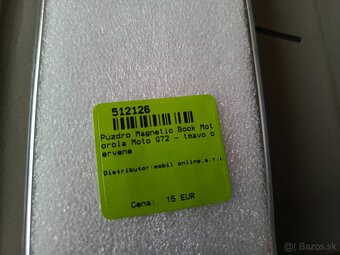 512126
Puzdro Magnetic Book Mot
orola Moto G72 - tmavo c
ervene
Distributor:mobil online,s.r.o
Cena: 15 EUR
Bazos.sk